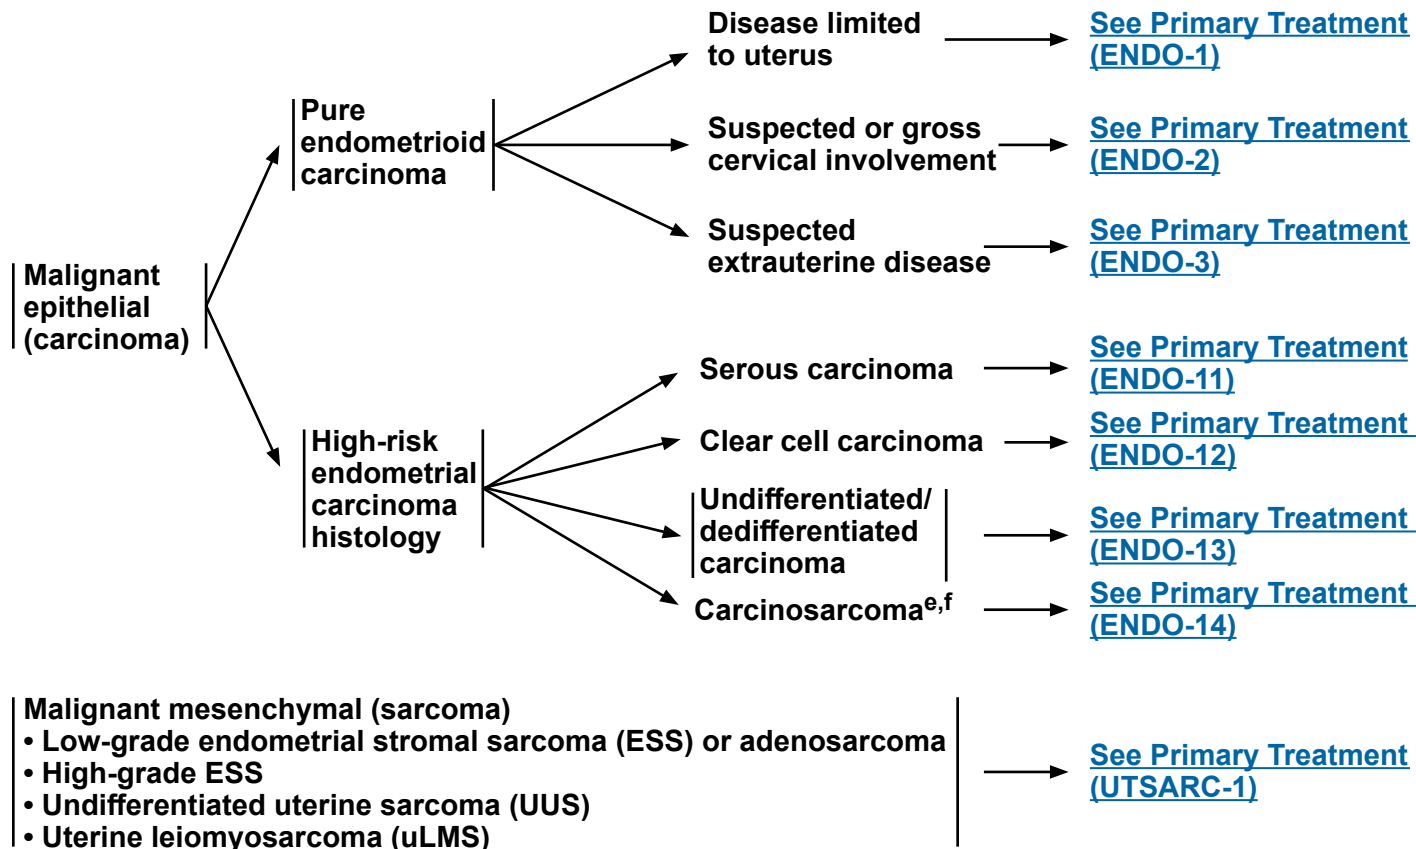 Disease limited
to uterus
See Primary Treatment
(ENDO-1)
Pure
endometrioid
carcinoma
Suspected or gross
cervical involvement
See Primary Treatment
(ENDO-2)
Suspected
extrauterine disease
See Primary Treatment
(ENDO-3)
Malignant
epithelial
(carcinoma)
Serous carcinoma
See Primary Treatment
(ENDO-11)
High-risk
endometrial
carcinoma
histology
Clear cell carcinoma
See Primary Treatment
(ENDO-12)
Undifferentiated/
dedifferentiated
carcinoma
See Primary Treatment
(ENDO-13)
Carcinosarcomae,f
See Primary Treatment
(ENDO-14)
Malignant mesenchymal (sarcoma)
• Low-grade endometrial stromal sarcoma (ESS) or adenosarcoma
• High-grade ESS
• Undifferentiated uterine sarcoma (UUS)
• Uterine leiomyosarcoma (uLMS)
See Primary Treatment
(UTSARC-1)